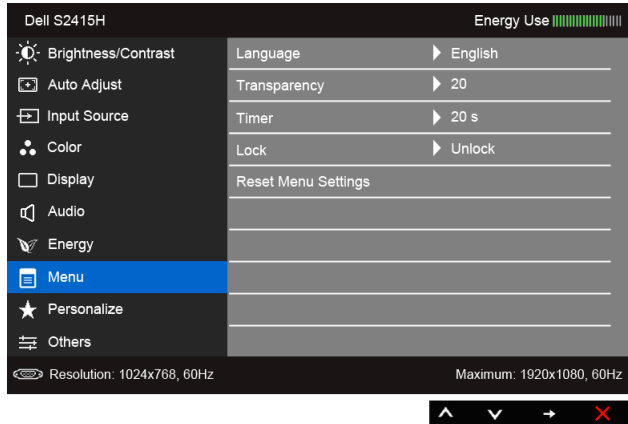 Dell S2415H Energy Use
Brightness/Contrast Language English
Auto Adjust Transparency 20
Input Source Timer 20 s
Color Lock Unlock
Display Reset Menu Settings
Audio
Energy
Menu
Personalize
Others
Resolution: 1024x768, 60Hz Maximum: 1920x1080, 60Hz